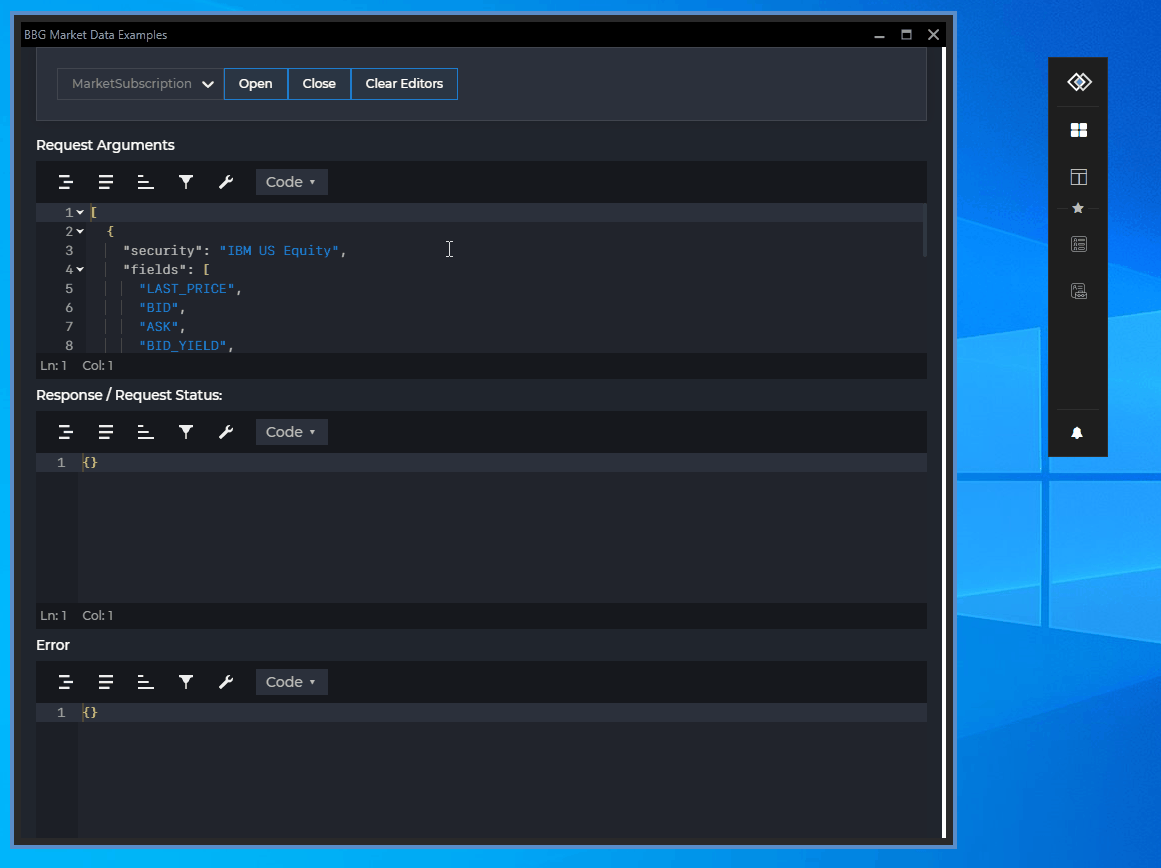 BBG Market Data Examples
MarketSubscription Open Close Clear Editors
Request Arguments
Code ▾
1 [
2 {
3 "security": "IBM US Equity",
4 "fields": [
5 "LAST_PRICE",
6 "BID",
7 "ASK",
8 "BID_YIELD",
Ln: 1 Col: 1
Response / Request Status:
Code ▾
1 {}
Ln: 1 Col: 1
Error
Code ▾
1 {}